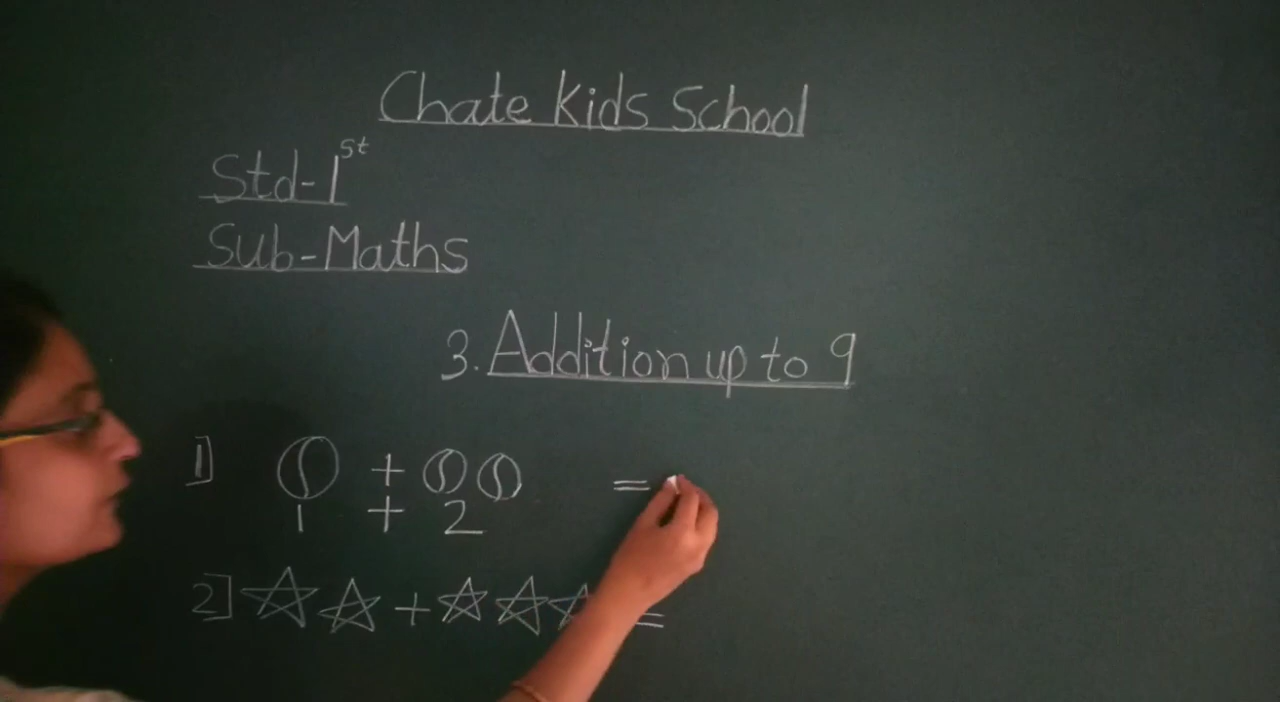 Chate Kids School
Std-1st
Sub-Maths
3. Addition up to 9
1] + =
1 + 2
2] + =